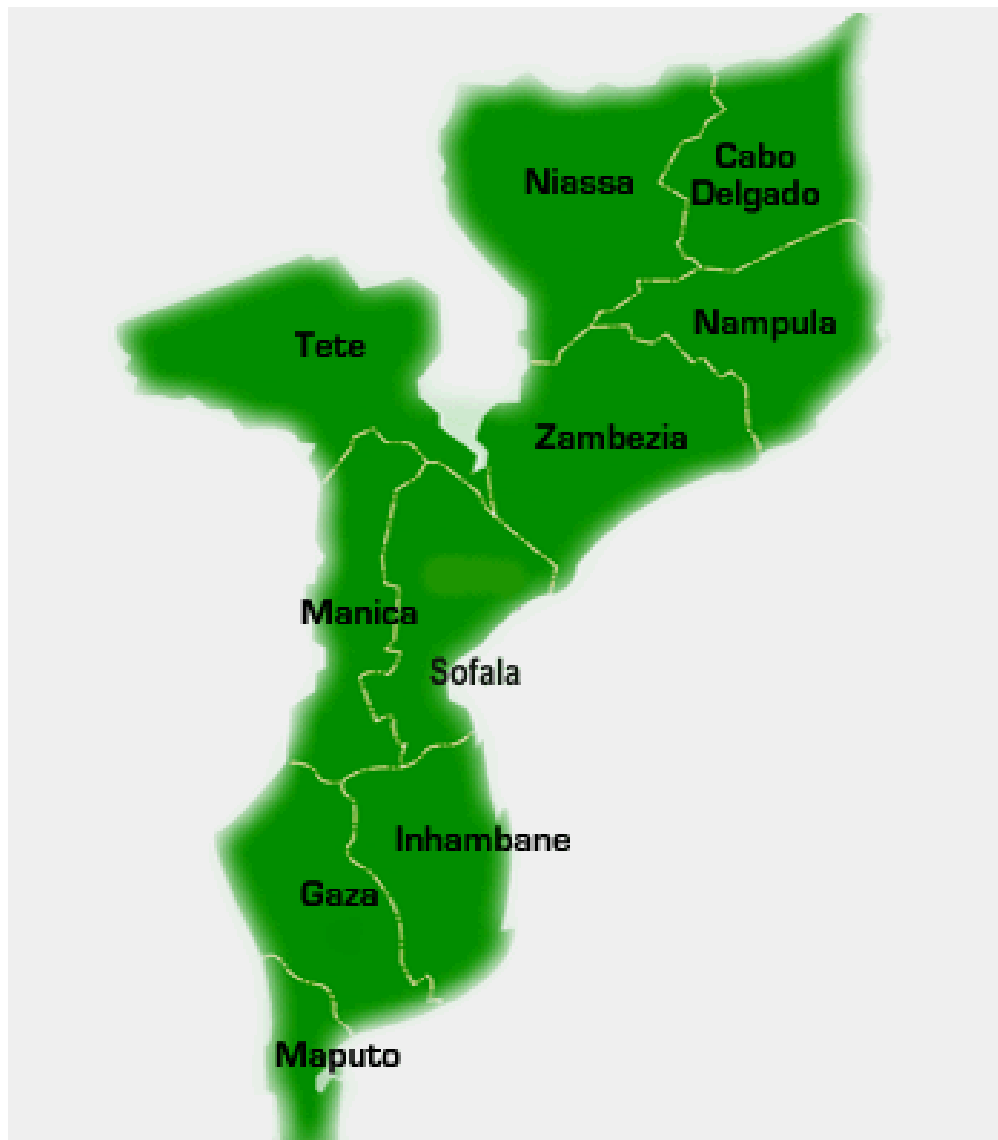 Cabo
Delgado
Niassa
Nampula
Tete
Zambezia
Manica
Sofala
Inhambane
Gaza
Maputo